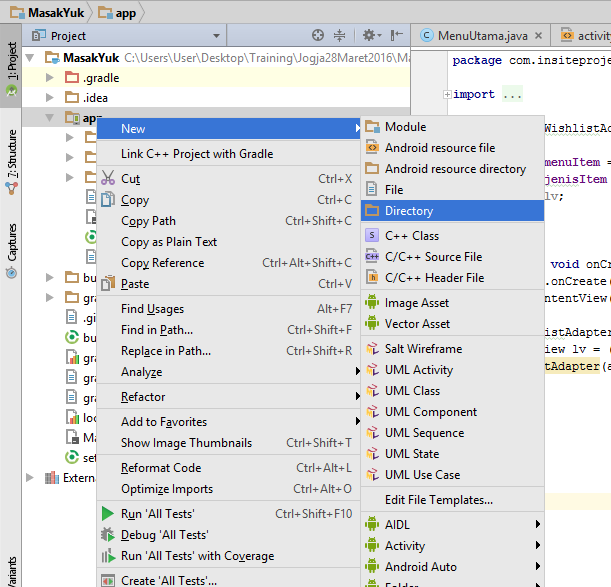 MasakYuk app
Project
MenuUtama.java × activity
MasakYuk C:\Users\User\Desktop\Training\Jogja28Maret2016\Ma
.gradle
.idea
app
1: Project
7: Structure
Captures
bu
gra
.gi
bu
gra
gra
gra
loc
Ma
set
Externa
New
Link C++ Project with Gradle
Cut Ctrl+X
Copy Ctrl+C
Copy Path Ctrl+Shift+C
Copy as Plain Text
Copy Reference Ctrl+Alt+Shift+C
Paste Ctrl+V
Find Usages Alt+F7
Find in Path... Ctrl+Shift+F
Replace in Path... Ctrl+Shift+R
Analyze
Refactor
Add to Favorites
Show Image Thumbnails Ctrl+Shift+T
Reformat Code Ctrl+Alt+L
Optimize Imports Ctrl+Alt+O
Run 'All Tests' Ctrl+Shift+F10
Debug 'All Tests'
Run 'All Tests' with Coverage
Create 'All Tests'...
Module
Android resource file
Android resource directory
File
Directory
C++ Class
C/C++ Source File
C/C++ Header File
Image Asset
Vector Asset
Salt Wireframe
UML Activity
UML Class
UML Component
UML Sequence
UML State
UML Use Case
Edit File Templates...
AIDL
Activity
Android Auto
package com.insiteproje
import ...
WishlistAd
menuItem =
jenisItem
lv;
void onCr
.onCreate(
ntentView(
istAdapter
iew lv = (
tAdapter(a